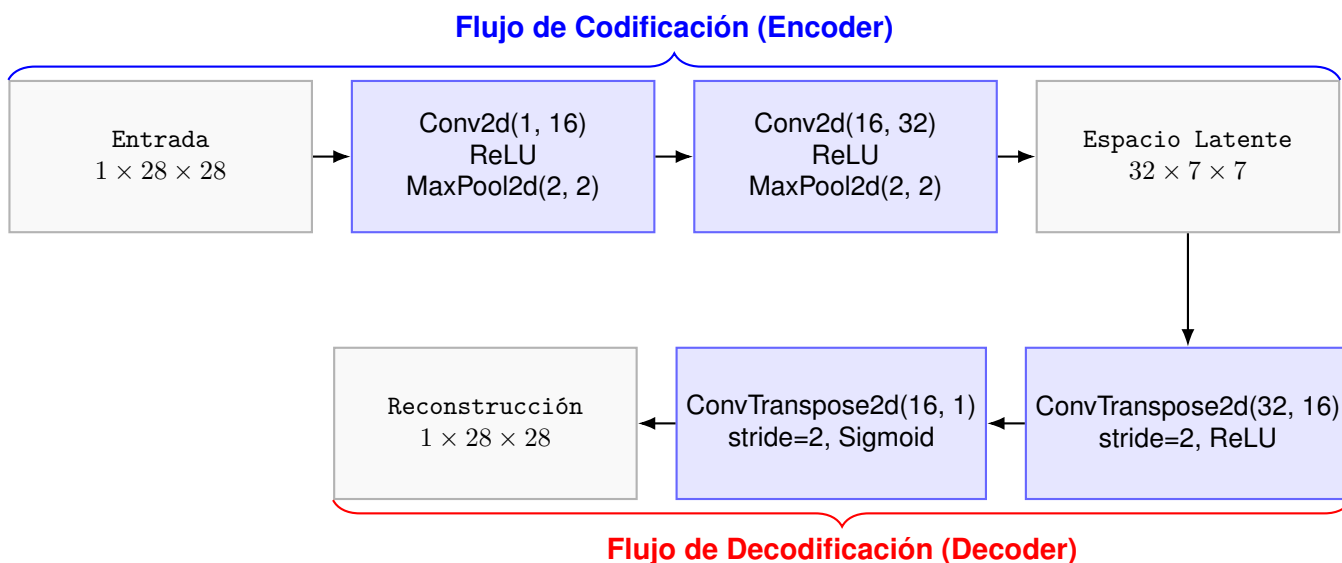 Flujo de Codificación (Encoder)
Entrada
1 × 28 × 28
Conv2d(1, 16)
ReLU
MaxPool2d(2, 2)
Conv2d(16, 32)
ReLU
MaxPool2d(2, 2)
Espacio Latente
32 × 7 × 7
Reconstrucción
1 × 28 × 28
ConvTranspose2d(16, 1)
stride=2, Sigmoid
ConvTranspose2d(32, 16)
stride=2, ReLU
Flujo de Decodificación (Decoder)